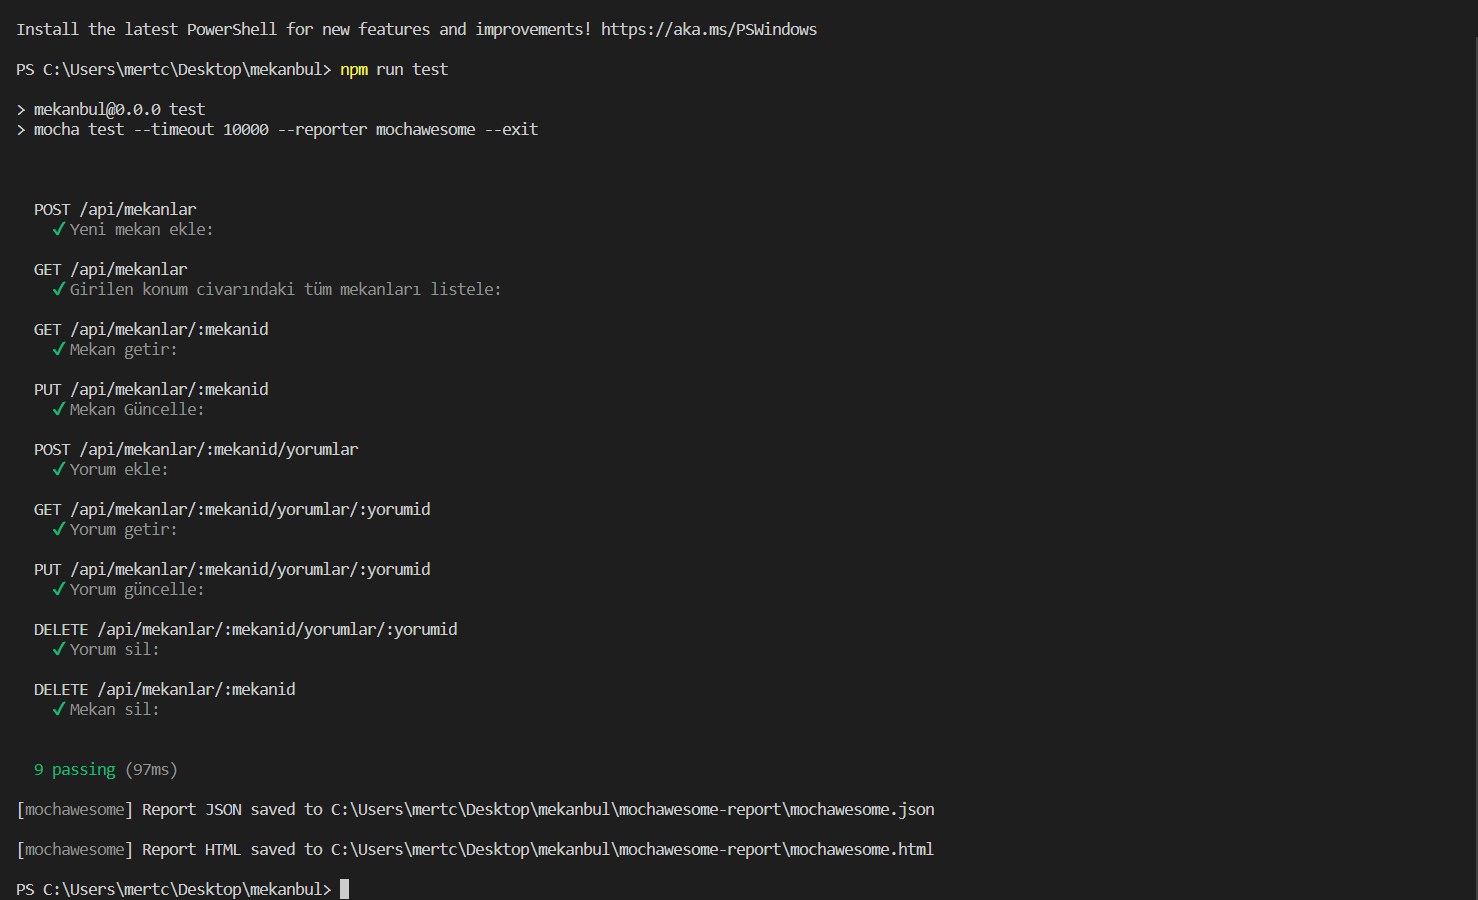 Install the latest PowerShell for new features and improvements! https://aka.ms/PSWindows
PS C:\Users\mertc\Desktop\mekanbul> npm run test
> mekanbul@0.0.0 test
> mocha test --timeout 10000 --reporter mochawesome --exit
POST /api/mekanlar
✓ Yeni mekan ekle:
GET /api/mekanlar
✓ Girilen konum civarındaki tüm mekanları listele:
GET /api/mekanlar/:mekanid
✓ Mekan getir:
PUT /api/mekanlar/:mekanid
✓ Mekan Güncelle:
POST /api/mekanlar/:mekanid/yorumlar
✓ Yorum ekle:
GET /api/mekanlar/:mekanid/yorumlar/:yorumid
✓ Yorum getir:
PUT /api/mekanlar/:mekanid/yorumlar/:yorumid
✓ Yorum güncelle:
DELETE /api/mekanlar/:mekanid/yorumlar/:yorumid
✓ Yorum sil:
DELETE /api/mekanlar/:mekanid
✓ Mekan sil:
9 passing (97ms)
[mochawesome] Report JSON saved to C:\Users\mertc\Desktop\mekanbul\mochawesome-report\mochawesome.json
[mochawesome] Report HTML saved to C:\Users\mertc\Desktop\mekanbul\mochawesome-report\mochawesome.html
PS C:\Users\mertc\Desktop\mekanbul>